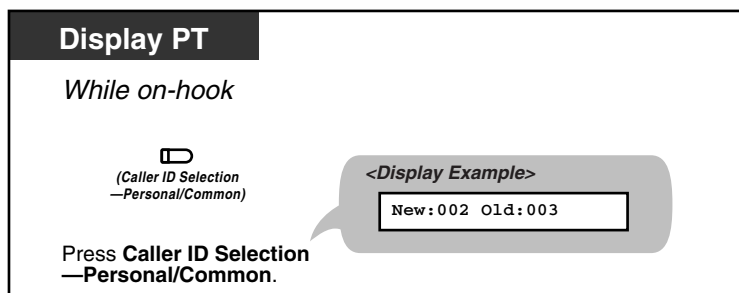 Display PT
While on-hook
(Caller ID Selection
—Personal/Common)
<Display Example>
New:002 Old:003
Press Caller ID Selection
—Personal/Common.